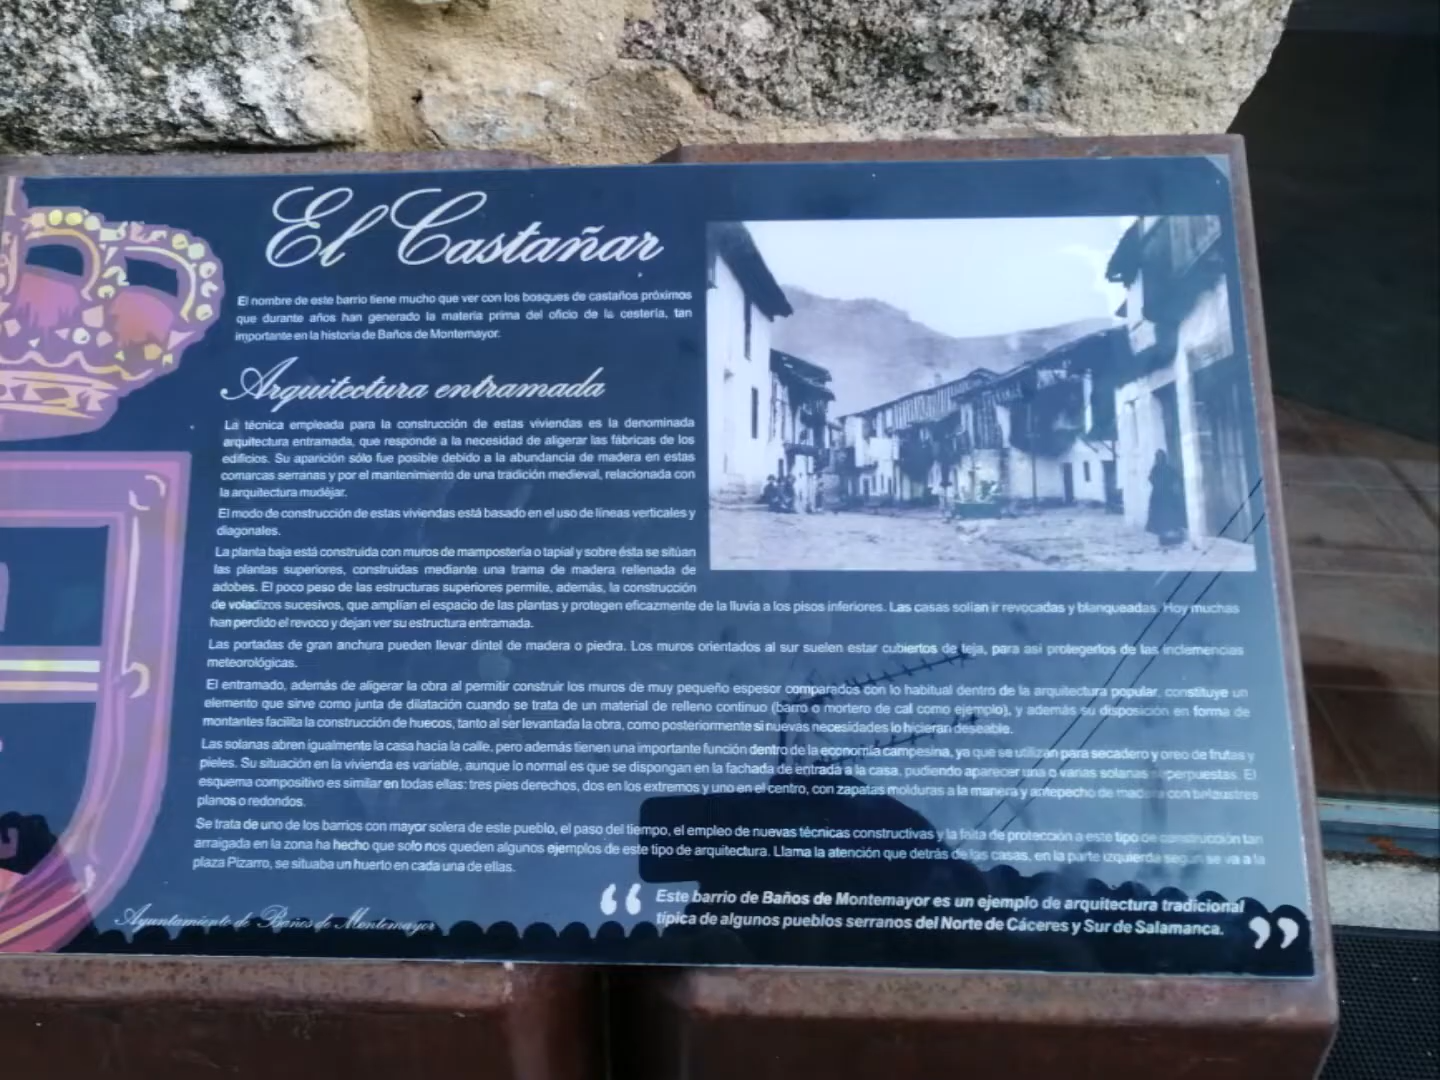 El Castañar
El nombre de este barrio tiene mucho que ver con los bosques de castaños próximos
que durante años han generado la materia prima del oficio de la cestería, tan
importante en la historia de Baños de Montemayor.
Arquitectura entramada
La técnica empleada para la construcción de estas viviendas es la denominada
arquitectura entramada, que responde a la necesidad de aligerar las fábricas de los
edificios. Su aparición sólo fue posible debido a la abundancia de madera en estas
comarcas serranas y por el mantenimiento de una tradición medieval, relacionada con
la arquitectura mudéjar.
El modo de construcción de estas viviendas está basado en el uso de líneas verticales y
diagonales.
La planta baja está construida con muros de mampostería o tapial y sobre ésta se sitúan
las plantas superiores, construidas mediante una trama de madera rellenada de
adobes. El poco peso de las estructuras superiores permite, además, la construcción
de voladizos sucesivos, que amplían el espacio de las plantas y protegen eficazmente de la lluvia a los pisos inferiores. Las casas solían ir revocadas y blanqueadas. Hoy muchas
han perdido el revoco y dejan ver su estructura entramada.
Las portadas de gran anchura pueden llevar dintel de madera o piedra. Los muros orientados al sur suelen estar cubiertos de teja, para así protegerlos de las inclemencias
meteorológicas.
El entramado, además de aligerar la obra al permitir construir los muros de muy pequeño espesor comparados con lo habitual dentro de la arquitectura popular, constituye un
elemento que sirve como junta de dilatación cuando se trata de un material de relleno continuo (barro o mortero de cal como ejemplo), y además su disposición en forma de
montantes facilita la construcción de huecos, tanto al ser levantada la obra, como posteriormente si nuevas necesidades lo hicieran deseable.
Las solanas abren igualmente la casa hacia la calle, pero además tienen una importante función dentro de la economía campesina, ya que se utilizan para secadero y oreo de frutas y
pieles. Su situación en la vivienda es variable, aunque lo normal es que se dispongan en la fachada de entrada a la casa, pudiendo aparecer una o varias solanas superpuestas. El
esquema compositivo es similar en todas ellas: tres pies derechos, dos en los extremos y uno en el centro, con zapatas molduras a la manera y antepecho de madera con balaustres
planos o redondos.
Se trata de uno de los barrios con mayor solera de este pueblo, el paso del tiempo, el empleo de nuevas técnicas constructivas y la falta de protección a este tipo de construcción tan
arraigada en la zona ha hecho que solo nos queden algunos ejemplos de este tipo de arquitectura. Llama la atención que detrás de las casas, en la parte izquierda según se va a la
plaza Pizarro, se situaba un huerto en cada una de ellas.
“ Este barrio de Baños de Montemayor es un ejemplo de arquitectura tradicional
típica de algunos pueblos serranos del Norte de Cáceres y Sur de Salamanca. ”
Ayuntamiento de Baños de Montemayor